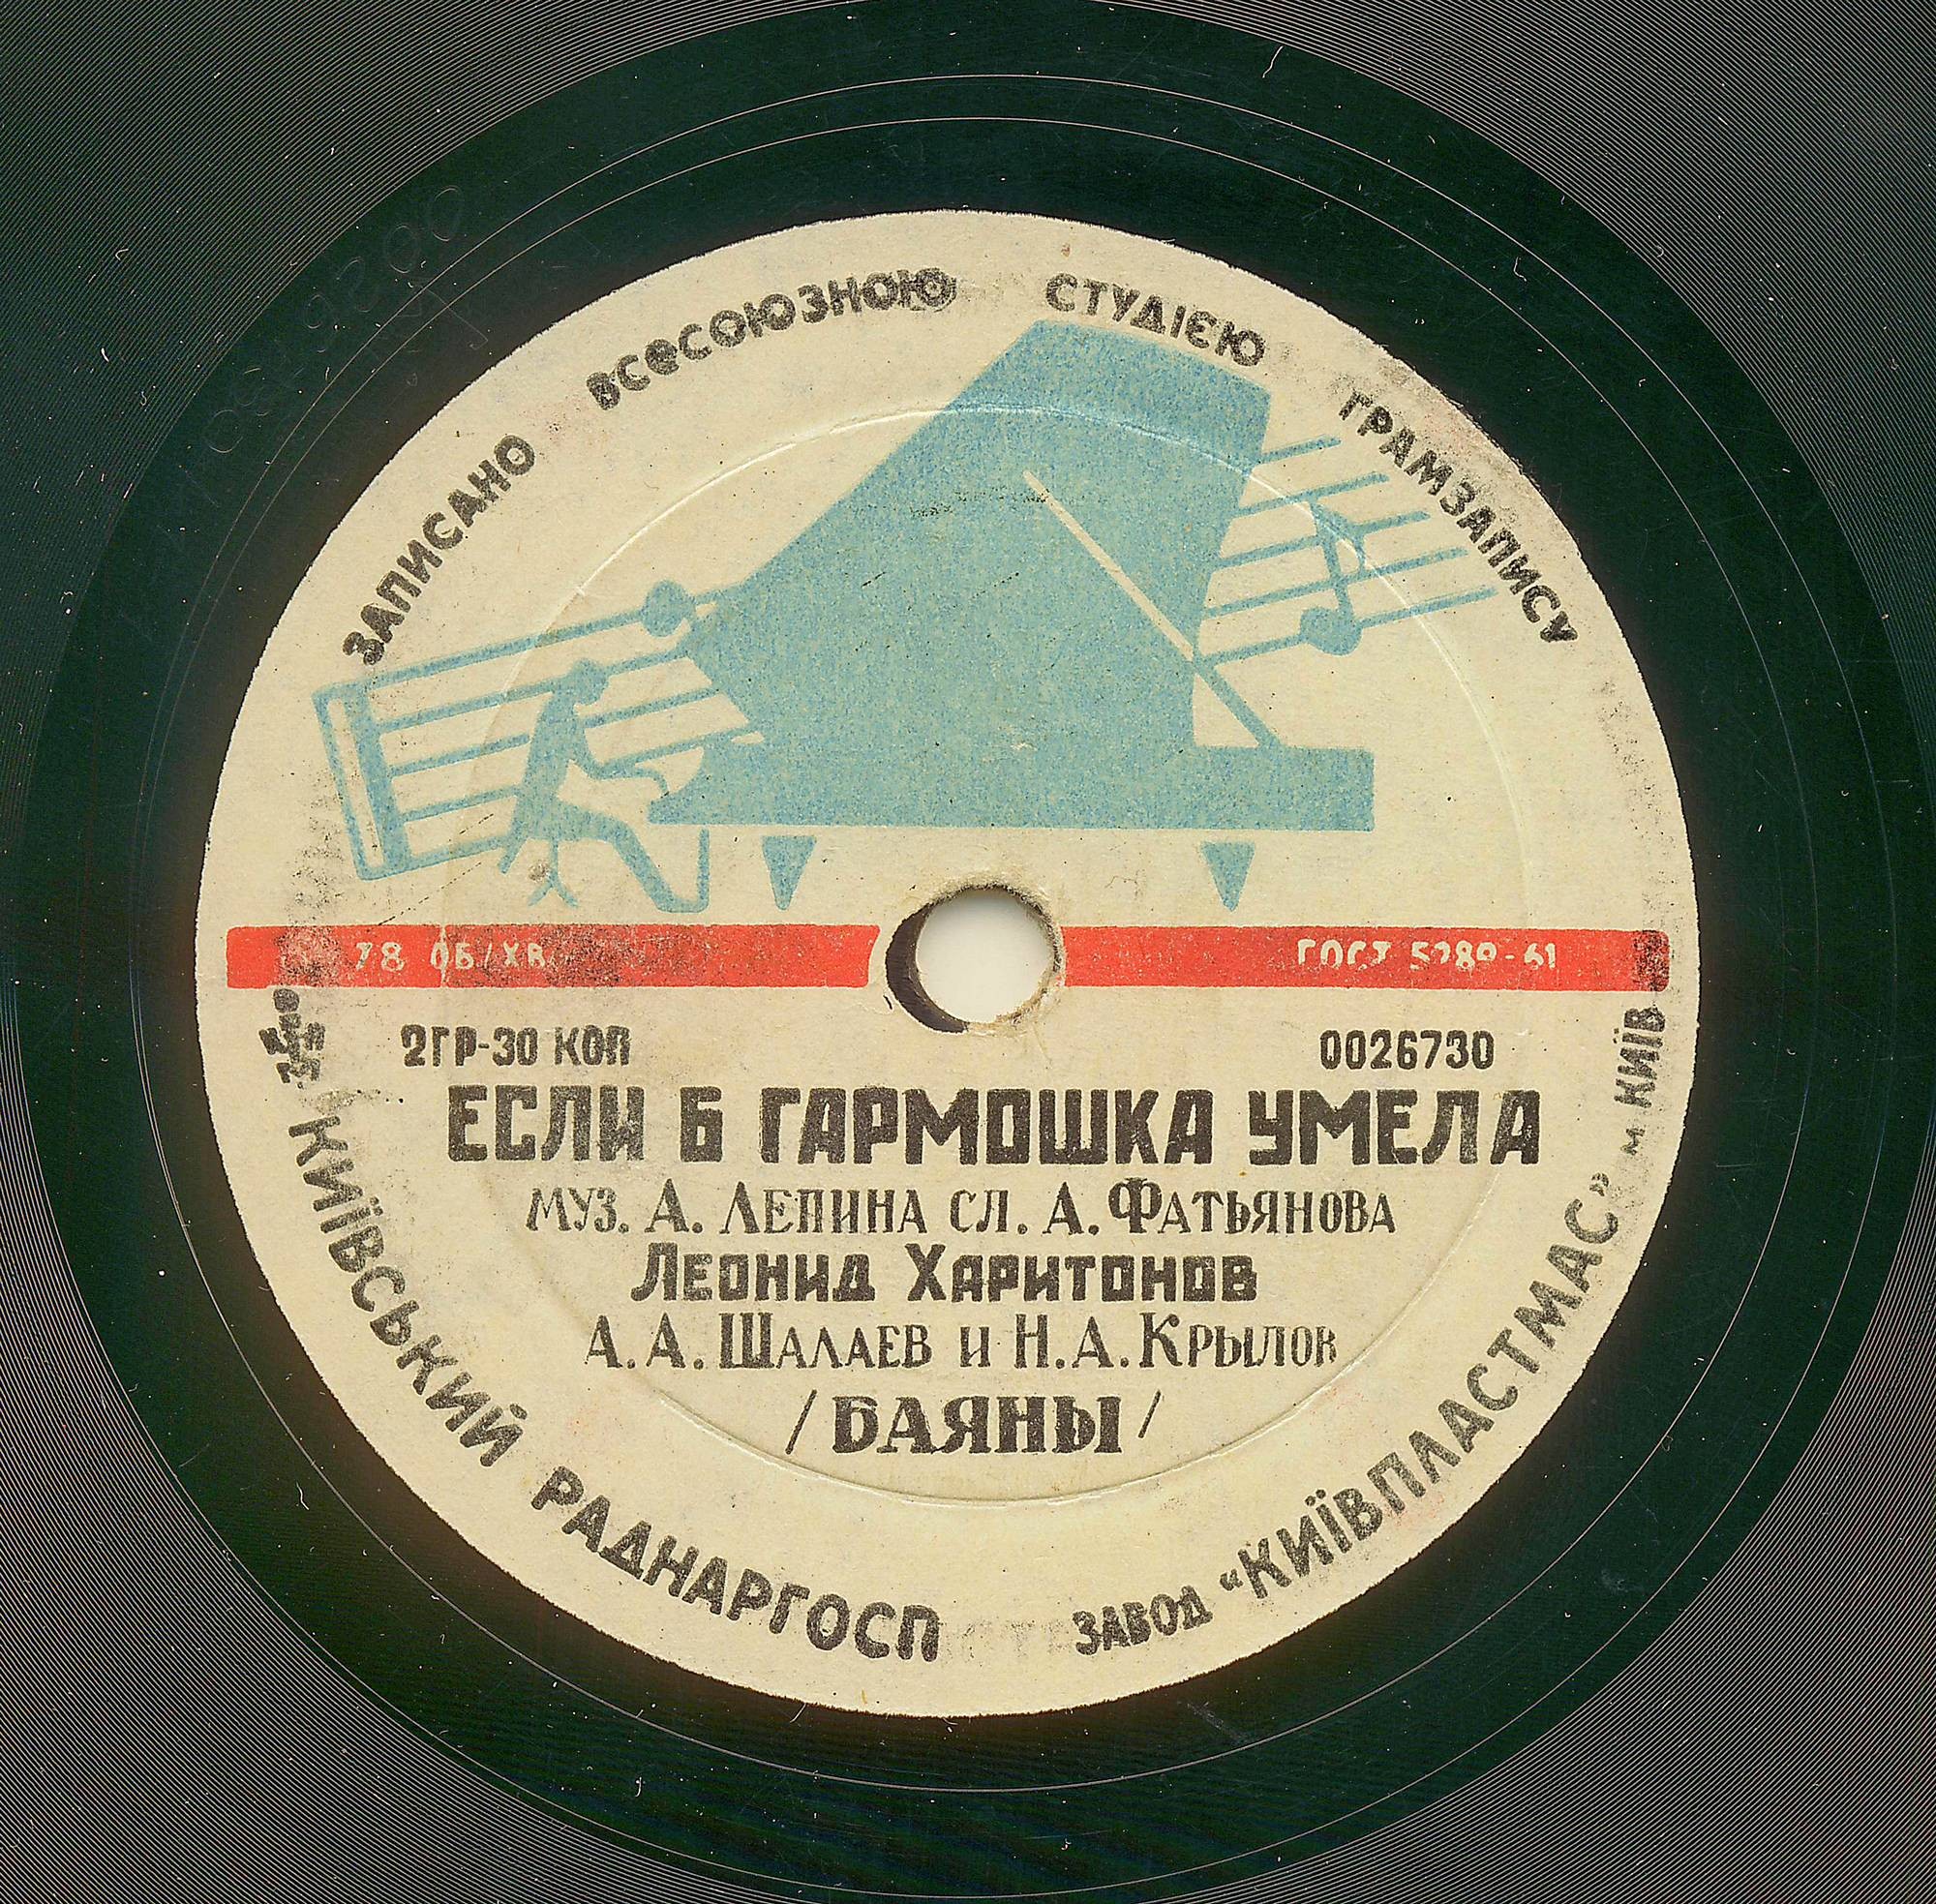 ЗАПИСАНО ВСЕСОЮЗНОЮ СТУДІЄЮ ГРАМЗАПИСУ
78 ОБ/ХВ
ГОСТ 5289-61
2ГР-30 КОП
0026730
ЕСЛИ Б ГАРМОШКА УМЕЛА
МУЗ. А. ЛЕПИНА СЛ. А. ФАТЬЯНОВА
ЛЕОНИД ХАРИТОНОВ
А. А. ШАЛАЕВ И Н. А. КРЫЛОВ
/БАЯНЫ/
КИЇВСЬКИЙ РАДНАРГОСП
ЗАВОД "КИЇВПЛАСТМАС" м КИЇВ